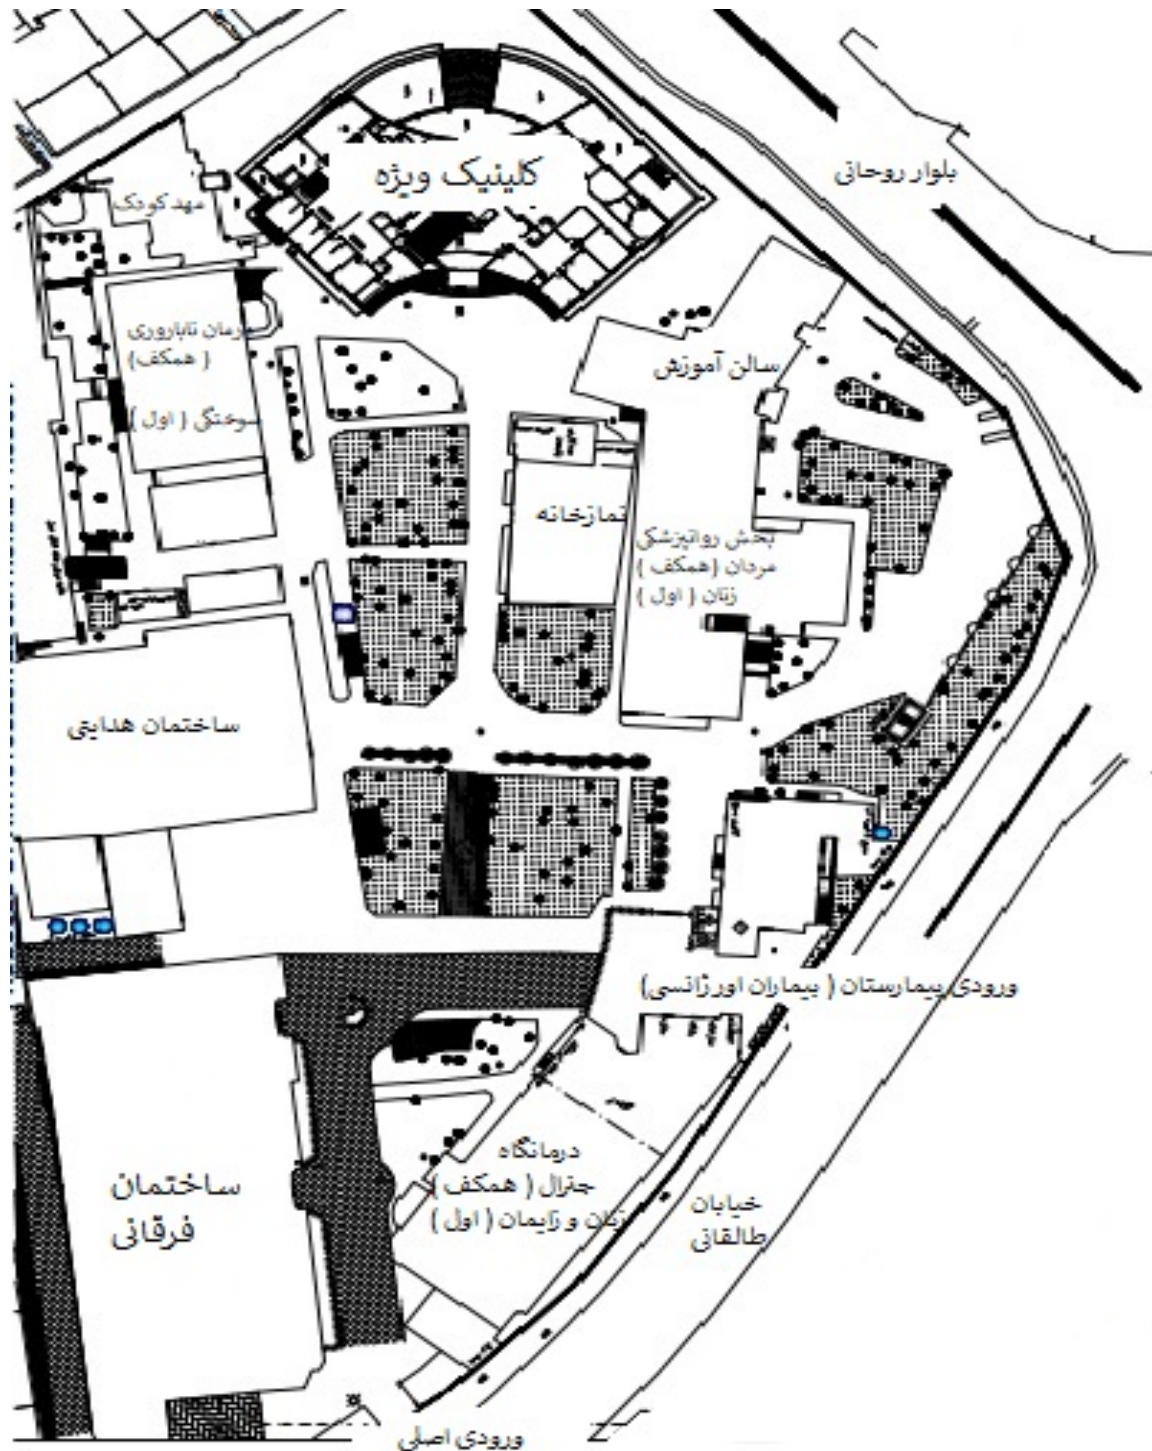 کلینیک ویژه
بلوار روحانی
مهد کودک
درمان ناباروری
( همکف)
سوختگی ( اول )
سالن آموزش
نمازخانه
بخش روانپزشکی
مردان (همکف )
زنان ( اول )
ساختمان هدایتی
ورودی بیمارستان ( بیماران اورژانسی)
درمانگاه
جنرال ( همکف )
زنان و زایمان ( اول )
خیابان
طالقانی
ساختمان
فرقانی
ورودی اصلی